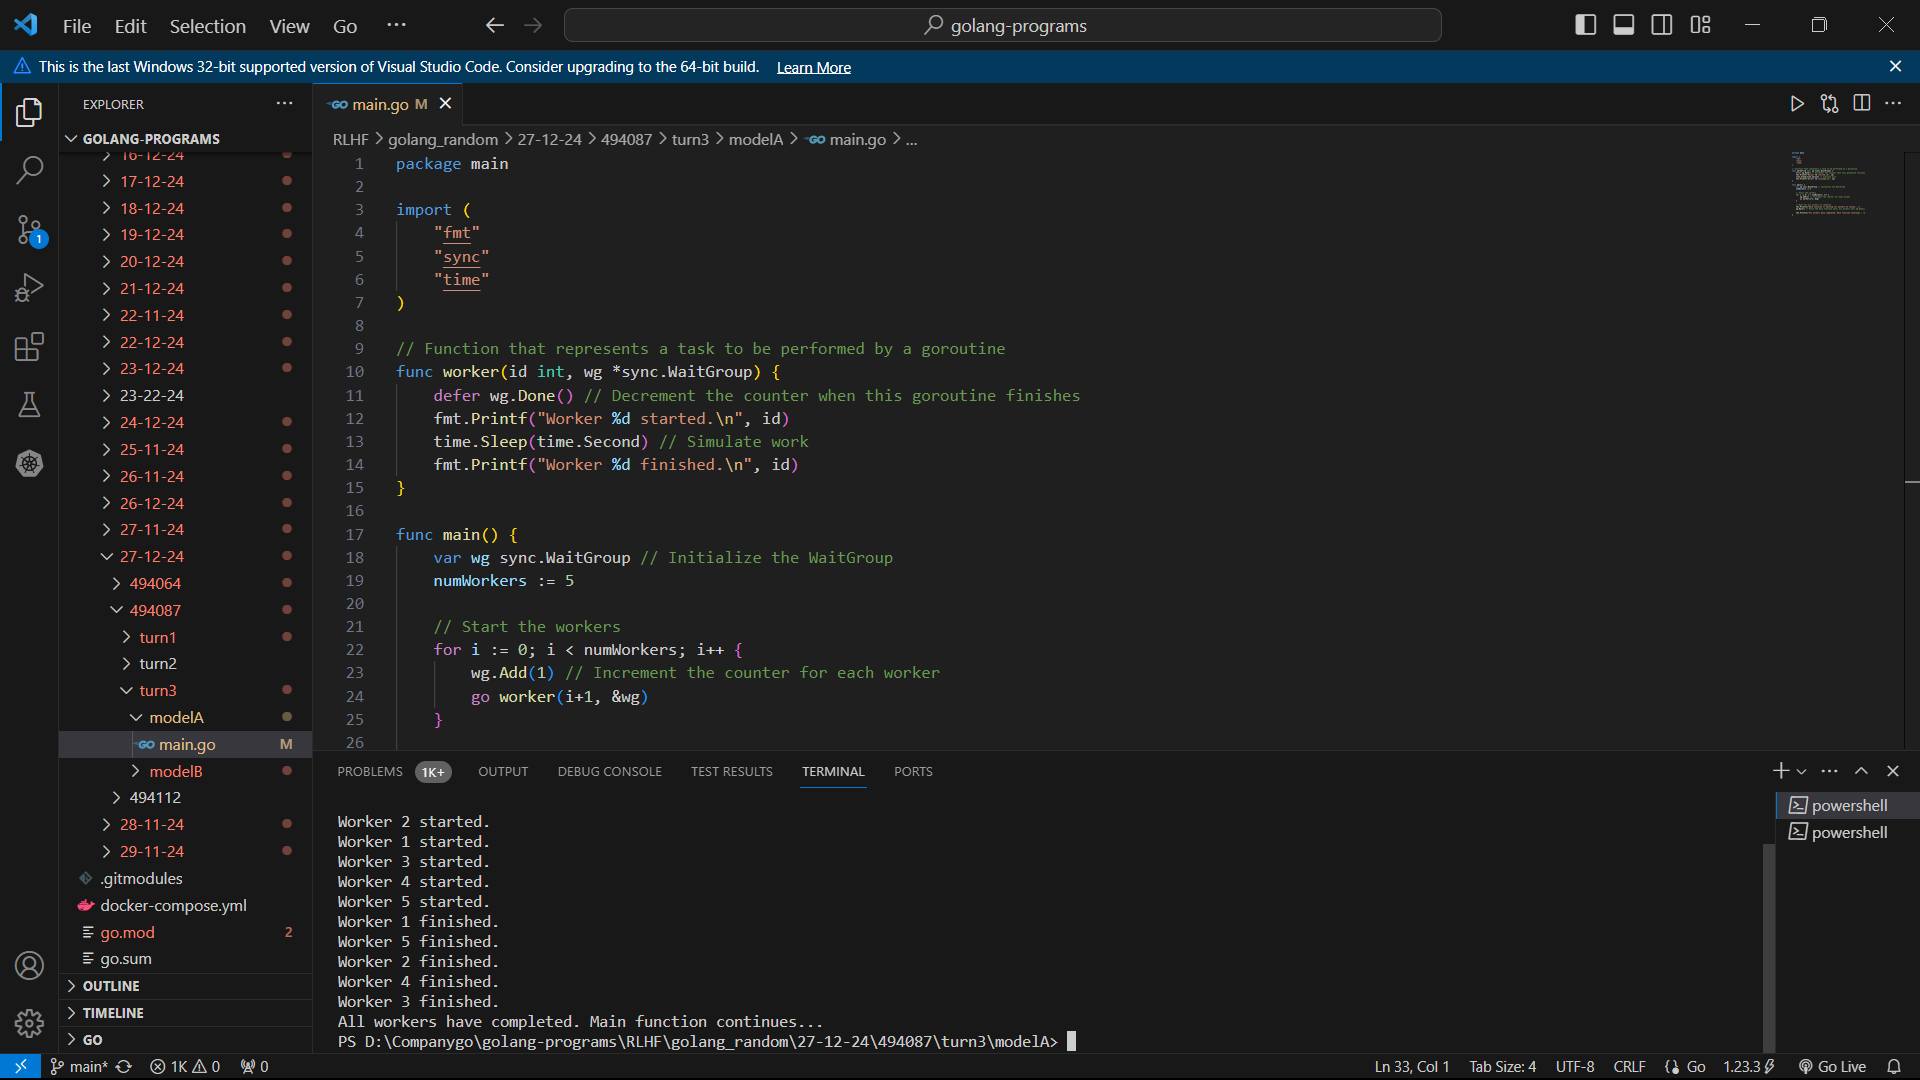 File Edit Selection View Go ···
golang-programs
This is the last Windows 32-bit supported version of Visual Studio Code. Consider upgrading to the 64-bit build. Learn More
EXPLORER
GOLANG-PROGRAMS
16-12-24
17-12-24
18-12-24
19-12-24
20-12-24
21-12-24
22-11-24
22-12-24
23-12-24
23-22-24
24-12-24
25-11-24
26-11-24
26-12-24
27-11-24
27-12-24
494064
494087
turn1
turn2
turn3
modelA
main.go M
modelB
494112
28-11-24
29-11-24
.gitmodules
docker-compose.yml
go.mod 2
go.sum
OUTLINE
TIMELINE
GO
1
GO main.go M
RLHF > golang_random > 27-12-24 > 494087 > turn3 > modelA > GO main.go > ...
1 package main
2
3 import (
4 "fmt"
5 "sync"
6 "time"
7 )
8
9 // Function that represents a task to be performed by a goroutine
10 func worker(id int, wg *sync.WaitGroup) {
11 defer wg.Done() // Decrement the counter when this goroutine finishes
12 fmt.Printf("Worker %d started.\n", id)
13 time.Sleep(time.Second) // Simulate work
14 fmt.Printf("Worker %d finished.\n", id)
15 }
16
17 func main() {
18 var wg sync.WaitGroup // Initialize the WaitGroup
19 numWorkers := 5
20
21 // Start the workers
22 for i := 0; i < numWorkers; i++ {
23 wg.Add(1) // Increment the counter for each worker
24 go worker(i+1, &wg)
25 }
26
PROBLEMS 1K+ OUTPUT DEBUG CONSOLE TEST RESULTS TERMINAL PORTS
Worker 2 started.
Worker 1 started.
Worker 3 started.
Worker 4 started.
Worker 5 started.
Worker 1 finished.
Worker 5 finished.
Worker 2 finished.
Worker 4 finished.
Worker 3 finished.
All workers have completed. Main function continues...
PS D:\Companygo\golang-programs\RLHF\golang_random\27-12-24\494087\turn3\modelA>
powershell
powershell
main* 1K 0 0 Ln 33, Col 1 Tab Size: 4 UTF-8 CRLF Go 1.23.3 Go Live